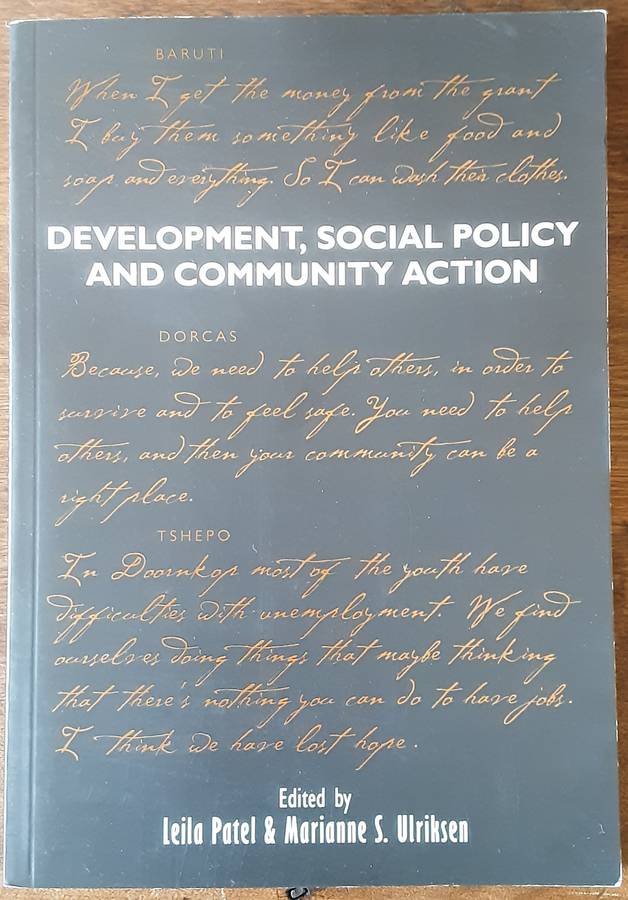 BARUTI
When I get the money from the grant
I buy them something like food and
soap and everything. So I can wash their clothes.
DEVELOPMENT, SOCIAL POLICY
AND COMMUNITY ACTION
DORCAS
Because, we need to help others, in order to
survive and to feel safe. You need to help
others, and then your community can be a
right place.
TSHEPO
In Doornkop most of the youth have
difficulties with unemployment. We find
ourselves doing things that maybe thinking
that there's nothing you can do to have jobs.
I think we have lost hope.
Edited by
Leila Patel & Marianne S. Ulriksen